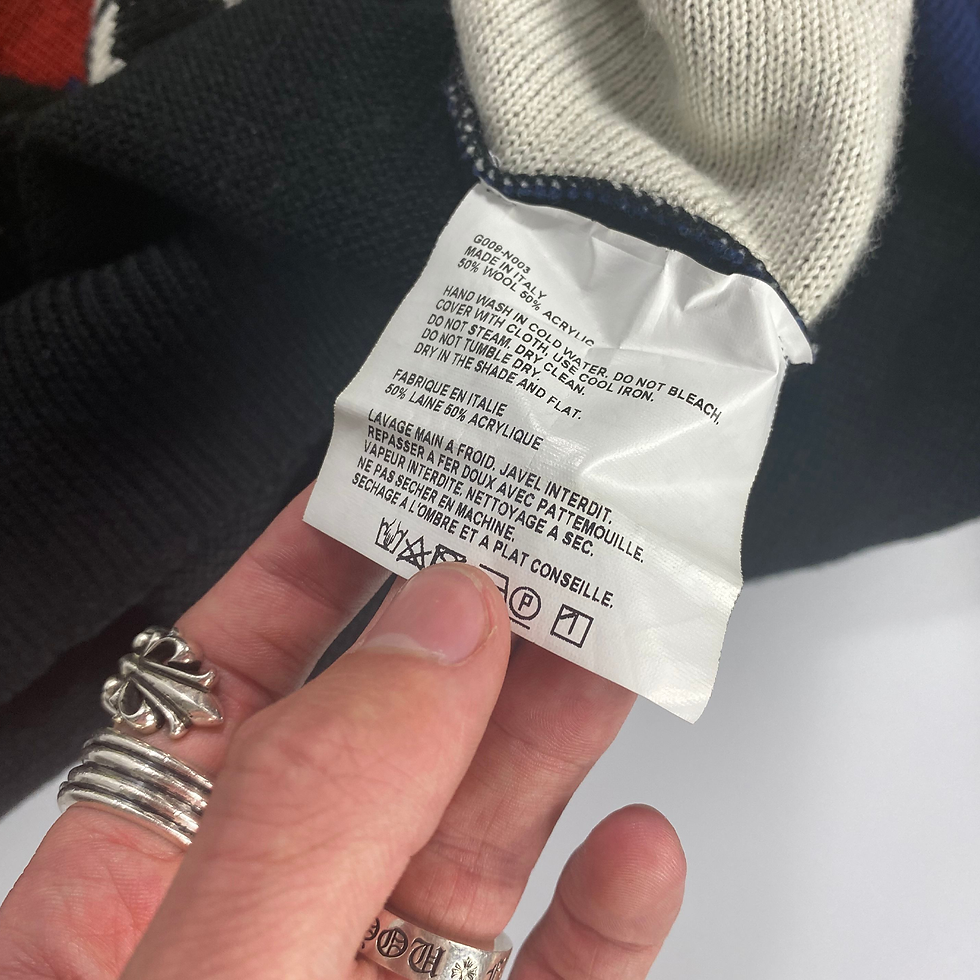 G009-N003
MADE IN ITALY
50% WOOL 50% ACRYLIC
HAND WASH IN COLD WATER. DO NOT BLEACH,
COVER WITH CLOTH, USE COOL IRON.
DO NOT STEAM. DRY CLEAN.
DO NOT TUMBLE DRY.
DRY IN THE SHADE AND FLAT.
FABRIQUE EN ITALIE
50% LAINE 50% ACRYLIQUE
LAVAGE MAIN A FROID, JAVEL INTERDIT.
REPASSER A FER DOUX AVEC PATTEMOUILLE.
VAPEUR INTERDITE. NETTOYAGE A SEC.
NE PAS SECHER EN MACHINE.
SECHAGE A L'OMBRE ET A PLAT CONSEILLE.
P